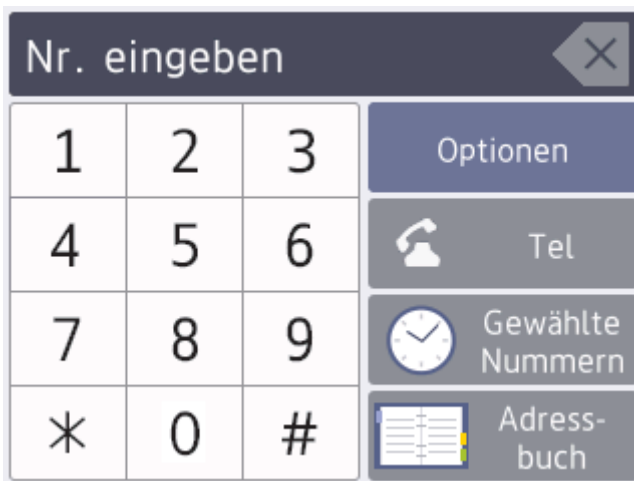 Nr. eingeben
1 2 3
Optionen
4 5 6
Tel
7 8 9
Gewählte
Nummern
* 0 #
Adress-
buch